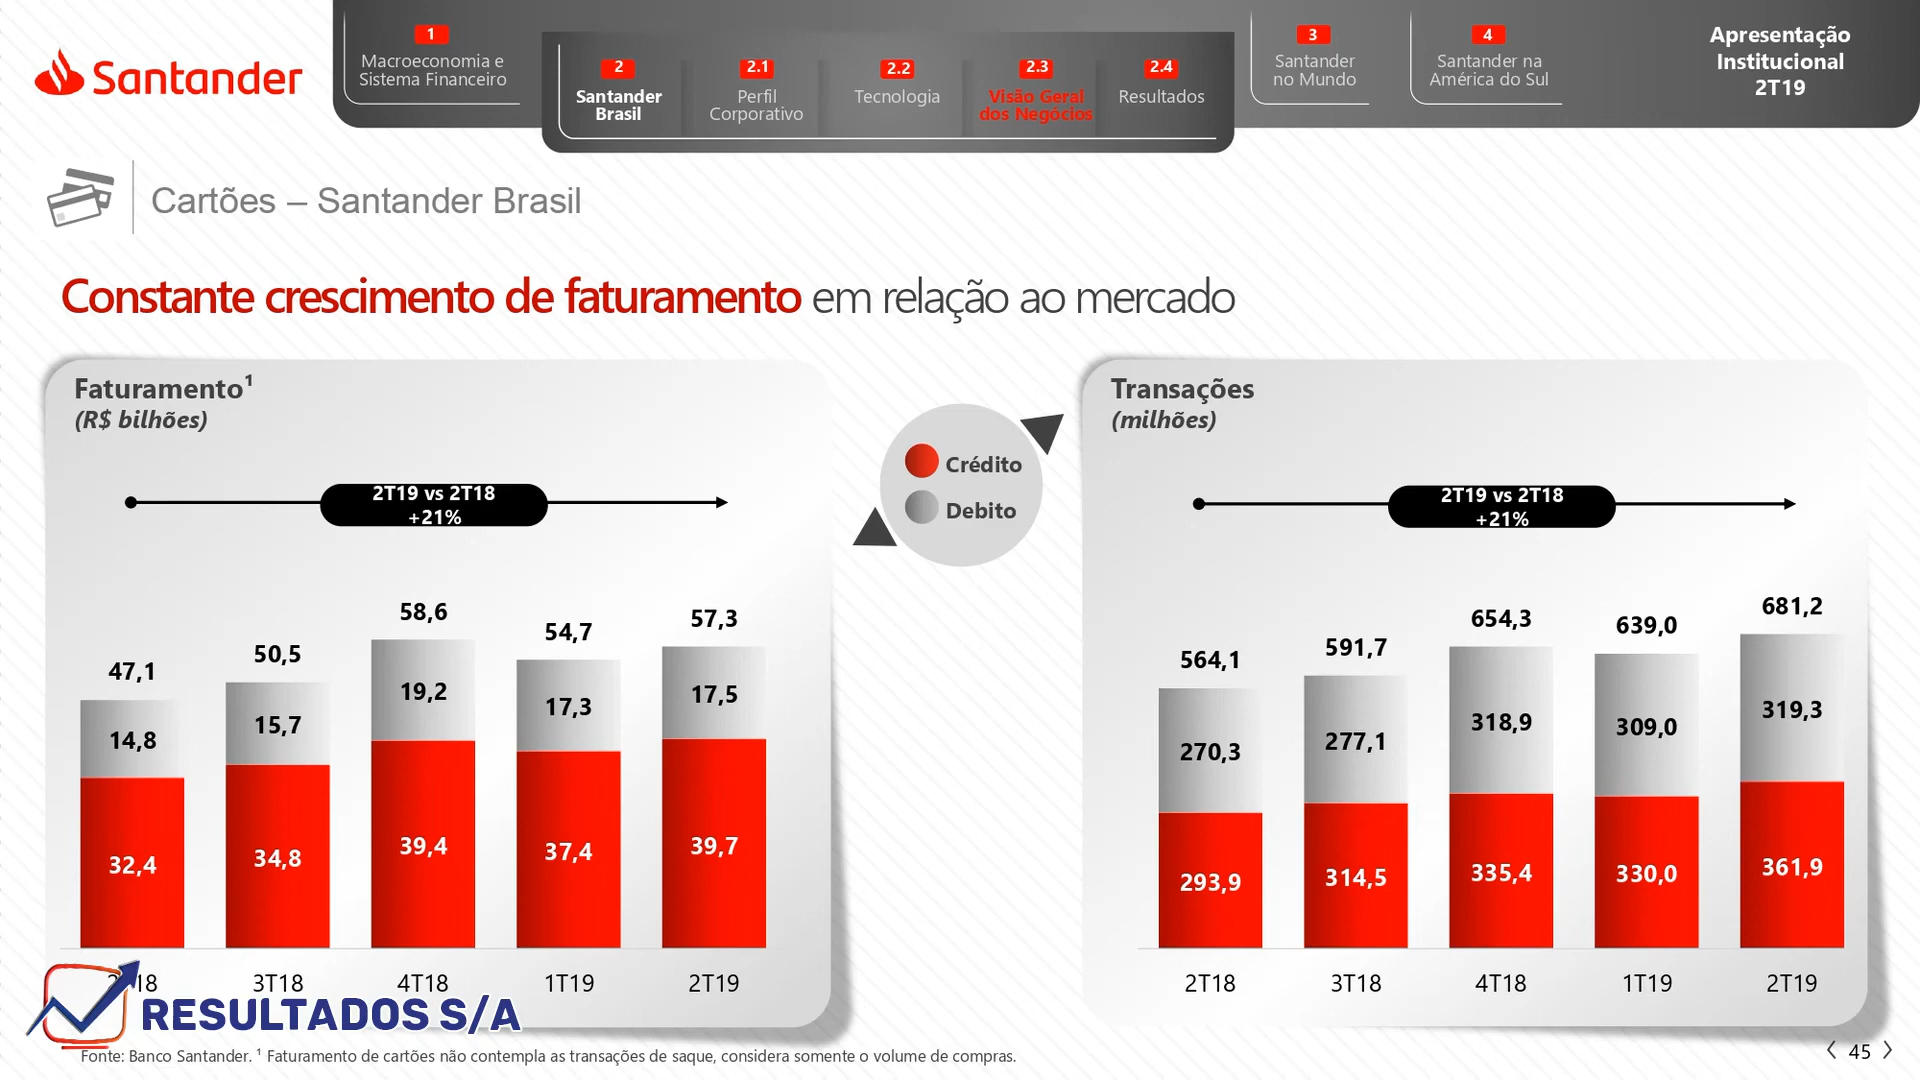 Santander
1
Macroeconomia e
Sistema Financeiro
2
Santander
Brasil
2.1
Perfil
Corporativo
2.2
Tecnologia
2.3
Visão Geral
dos Negócios
2.4
Resultados
3
Santander
no Mundo
4
Santander na
América do Sul
Apresentação
Institucional
2T19
Cartões – Santander Brasil
Constante crescimento de faturamento em relação ao mercado
Faturamento¹
(R$ bilhões)
2T19 vs 2T18
+21%
47,1
50,5
58,6
54,7
57,3
14,8
15,7
19,2
17,3
17,5
32,4
34,8
39,4
37,4
39,7
3T18
4T18
1T19
2T19
Crédito
Debito
Transações
(milhões)
2T19 vs 2T18
+21%
564,1
591,7
654,3
639,0
681,2
270,3
277,1
318,9
309,0
319,3
293,9
314,5
335,4
330,0
361,9
2T18
3T18
4T18
1T19
2T19
RESULTADOS S/A
Fonte: Banco Santander. ¹ Faturamento de cartões não contempla as transações de saque, considera somente o volume de compras.
45